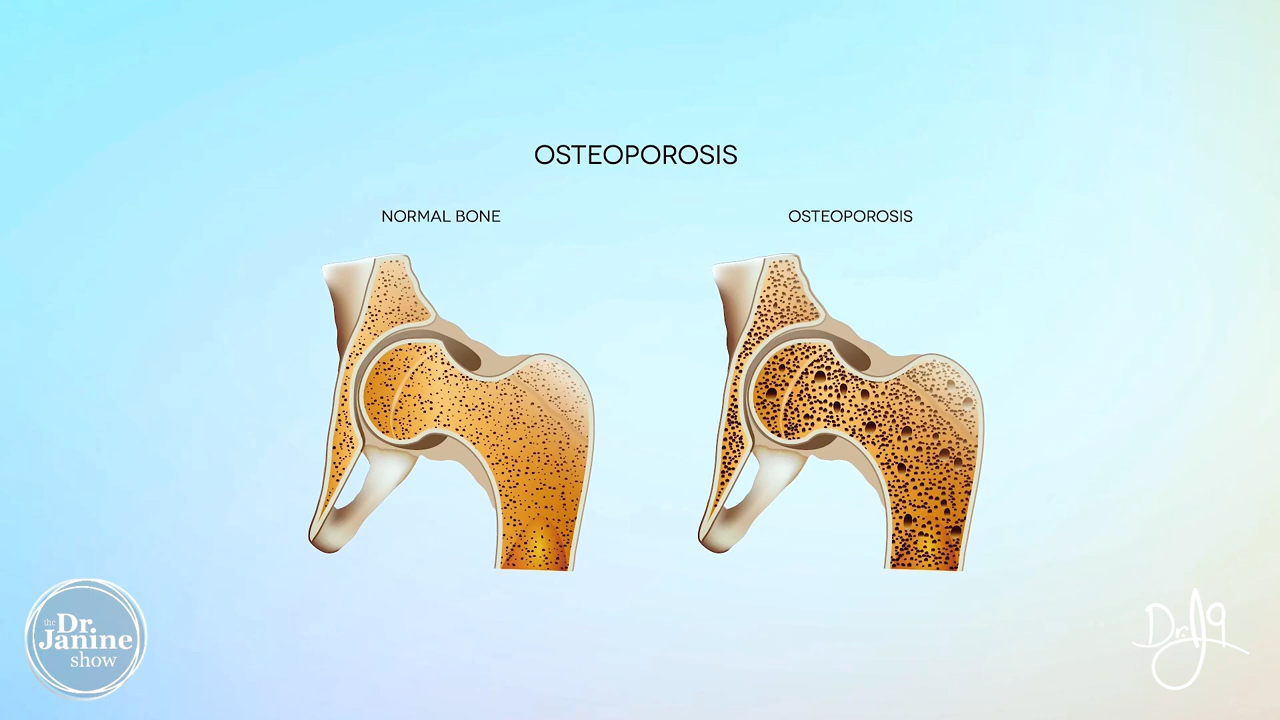 OSTEOPOROSIS
NORMAL BONE
OSTEOPOROSIS
the Dr.
Janine
show